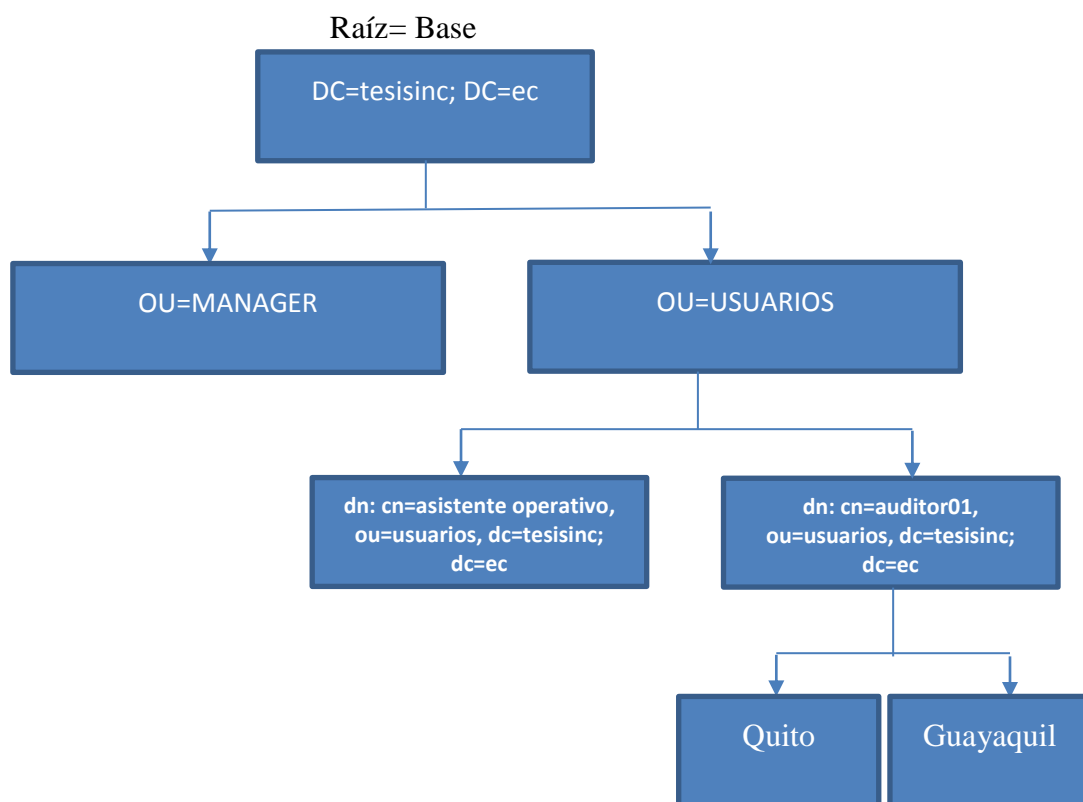 Raíz= Base
DC=tesisinc; DC=ec
OU=MANAGER
OU=USUARIOS
dn: cn=asistente operativo,
ou=usuarios, dc=tesisinc;
dc=ec
dn: cn=auditor01,
ou=usuarios, dc=tesisinc;
dc=ec
Quito
Guayaquil